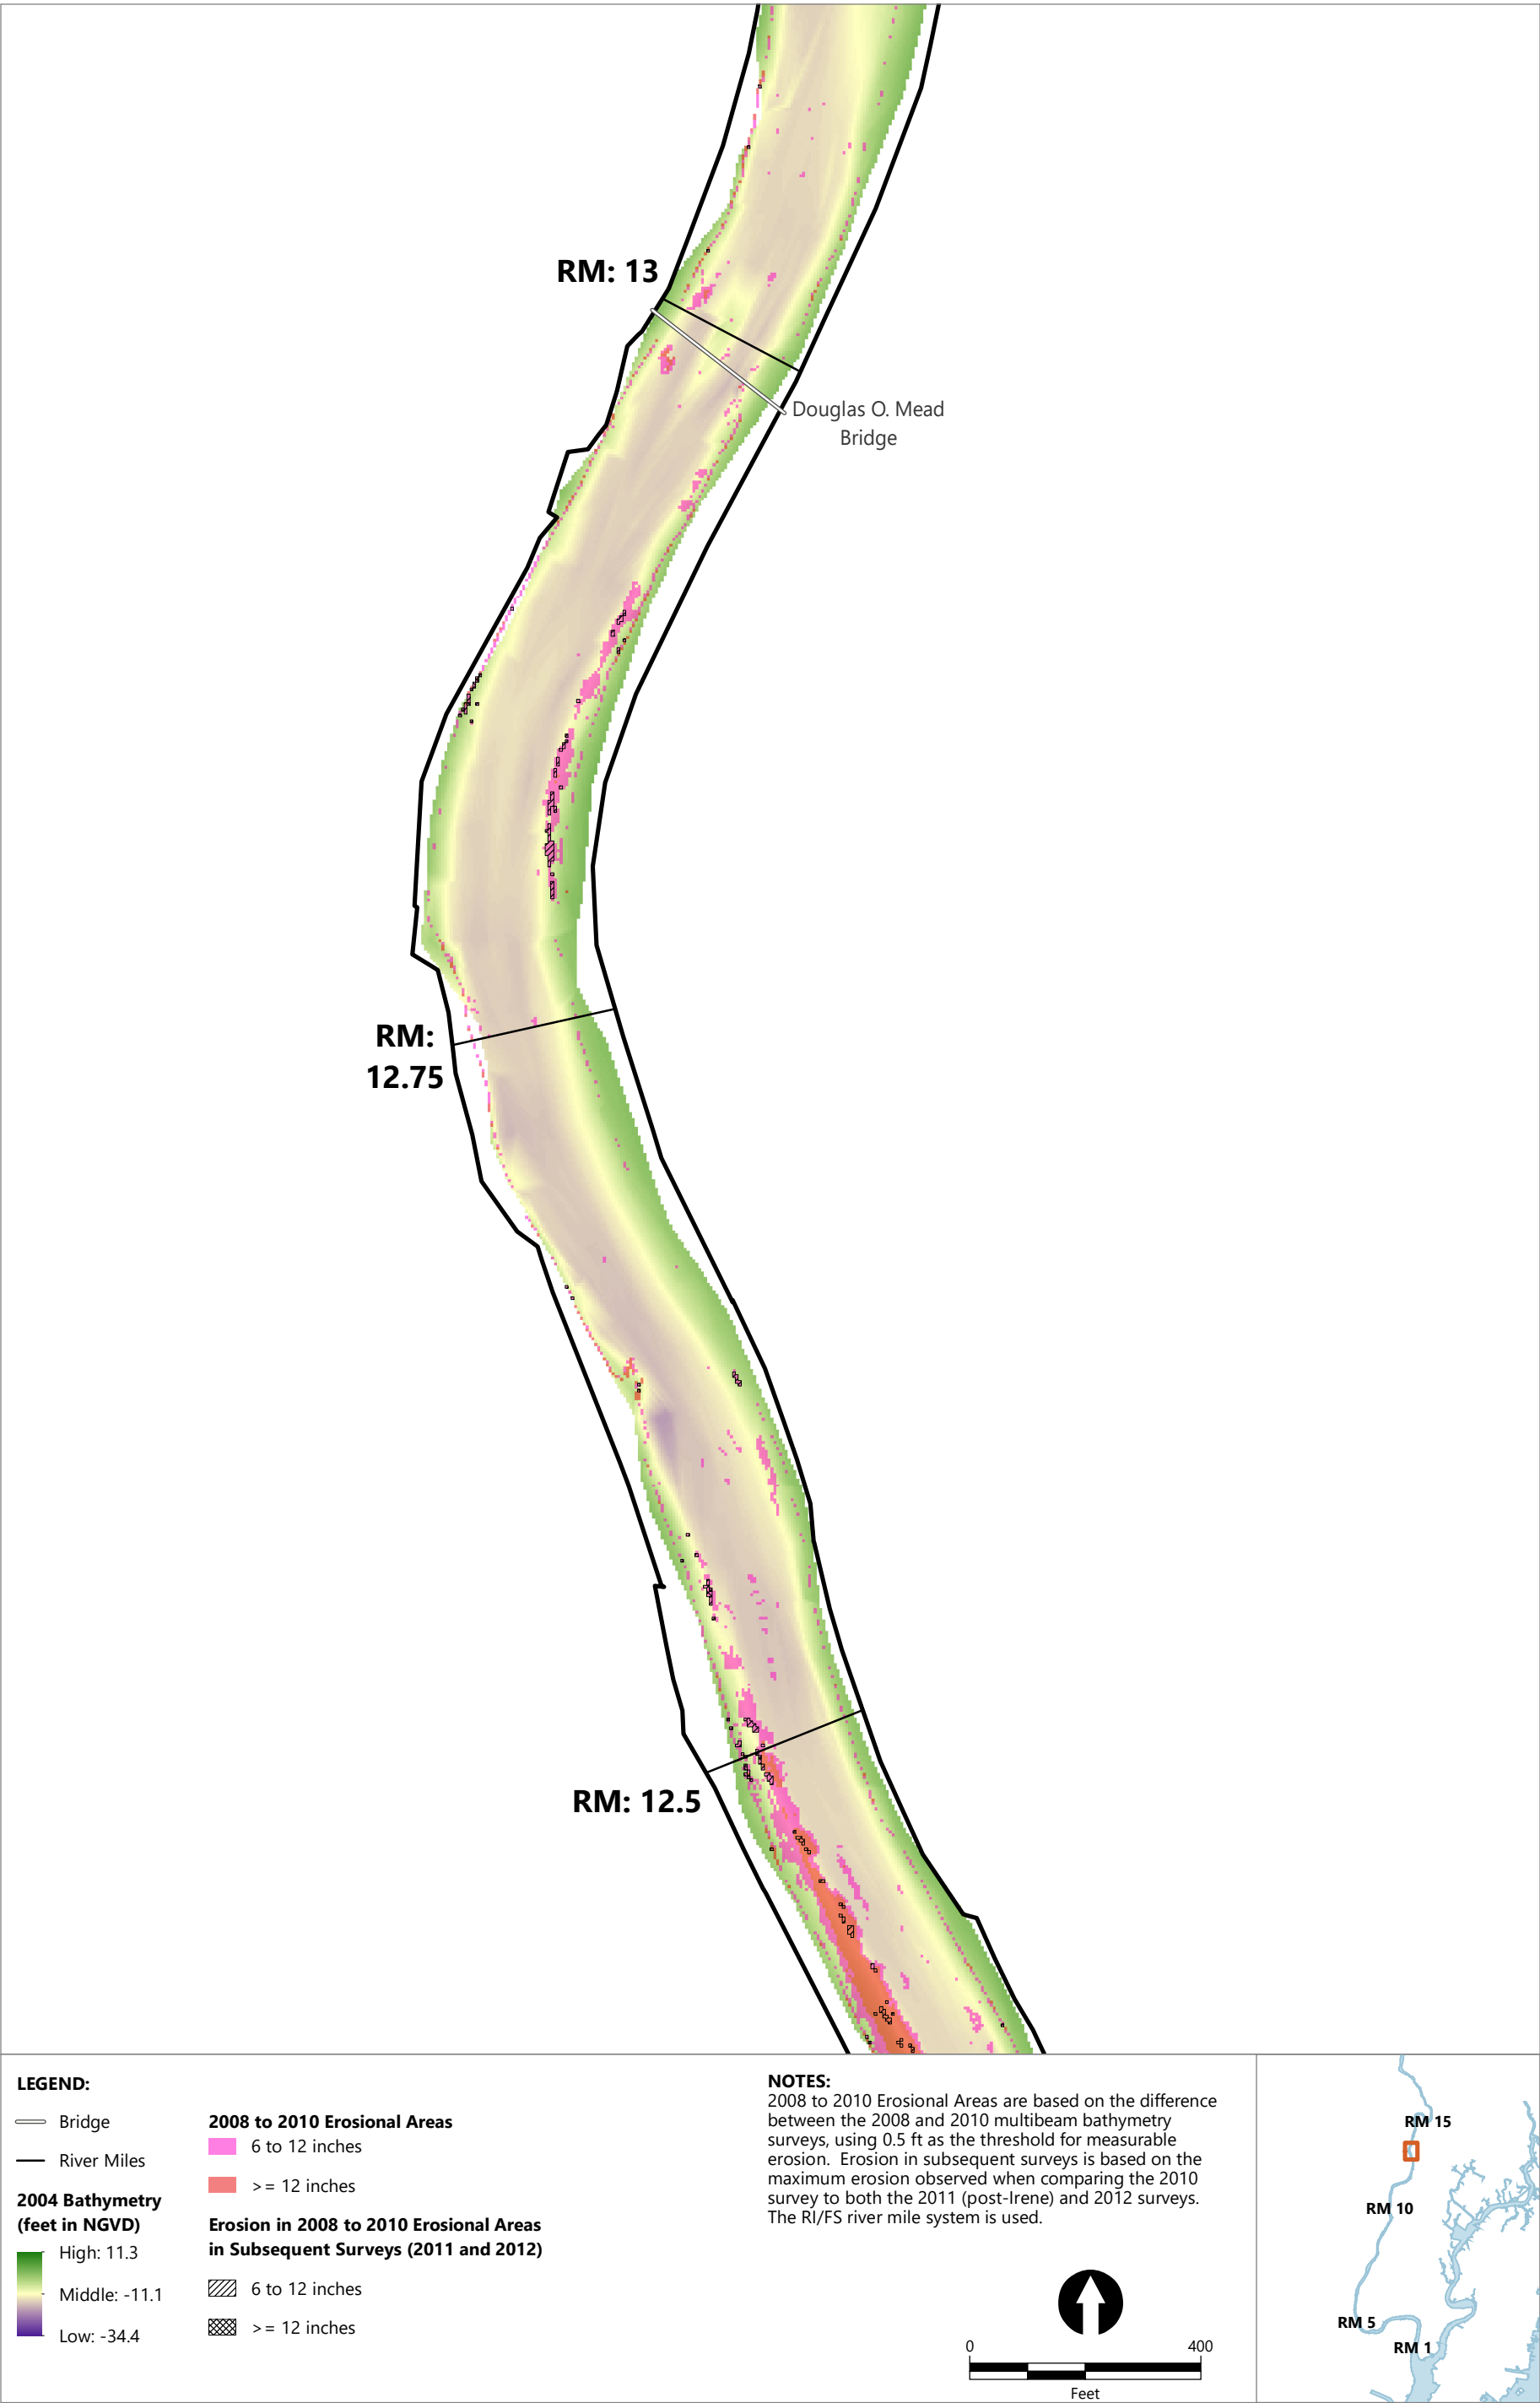 RM: 13
Douglas O. Mead
Bridge
RM:
12.75
RM: 12.5
LEGEND:
Bridge
River Miles
2004 Bathymetry
(feet in NGVD)
High: 11.3
Middle: -11.1
Low: -34.4
2008 to 2010 Erosional Areas
6 to 12 inches
>= 12 inches
Erosion in 2008 to 2010 Erosional Areas
in Subsequent Surveys (2011 and 2012)
6 to 12 inches
>= 12 inches
NOTES:
2008 to 2010 Erosional Areas are based on the difference
between the 2008 and 2010 multibeam bathymetry
surveys, using 0.5 ft as the threshold for measurable
erosion.  Erosion in subsequent surveys is based on the
maximum erosion observed when comparing the 2010
survey to both the 2011 (post-Irene) and 2012 surveys.
The RI/FS river mile system is used.
0 400
Feet
RM 15
RM 10
RM 5
RM 1